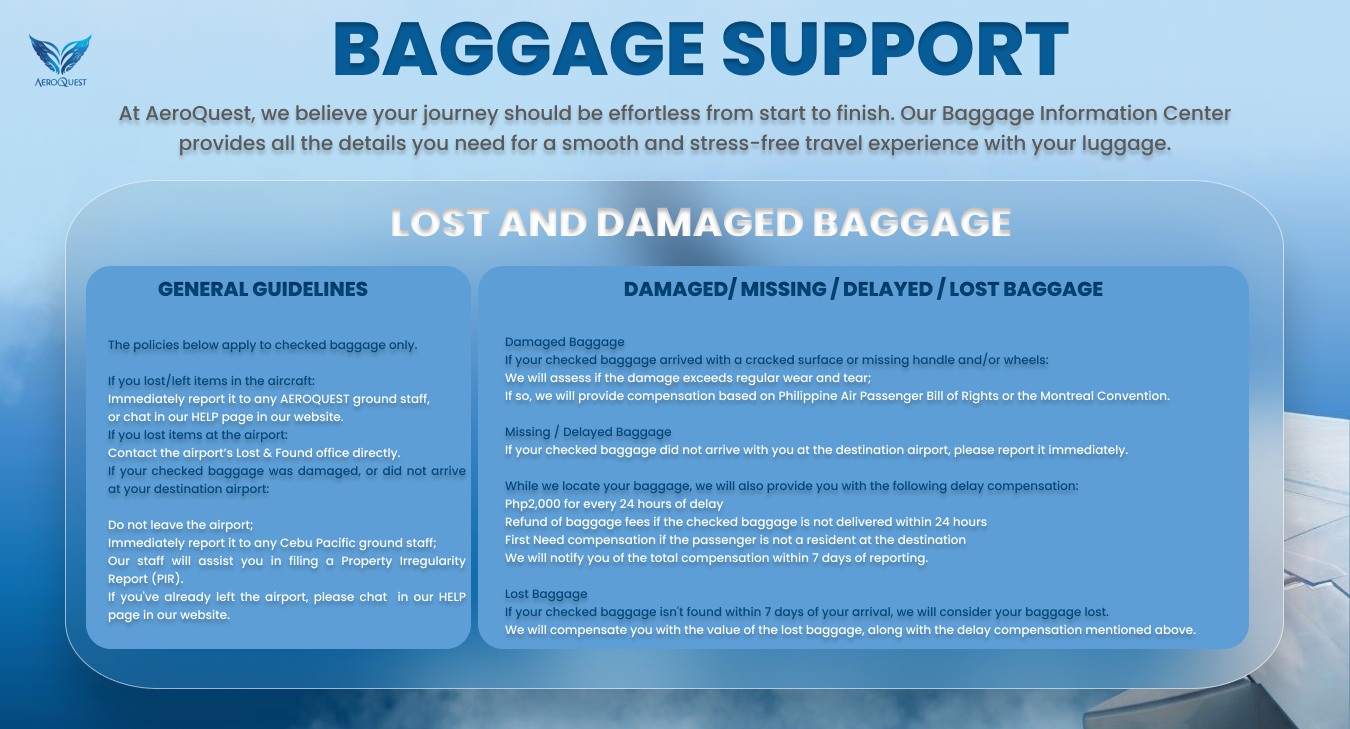 BAGGAGE SUPPORT
AEROQUEST
At AeroQuest, we believe your journey should be effortless from start to finish. Our Baggage Information Center
provides all the details you need for a smooth and stress-free travel experience with your luggage.
LOST AND DAMAGED BAGGAGE
GENERAL GUIDELINES
The policies below apply to checked baggage only.
If you lost/left items in the aircraft:
Immediately report it to any AEROQUEST ground staff,
or chat in our HELP page in our website.
If you lost items at the airport:
Contact the airport's Lost & Found office directly.
If your checked baggage was damaged, or did not arrive
at your destination airport:
Do not leave the airport;
Immediately report it to any Cebu Pacific ground staff;
Our staff will assist you in filing a Property Irregularity
Report (PIR).
If you've already left the airport, please chat in our HELP
page in our website.
DAMAGED/ MISSING / DELAYED / LOST BAGGAGE
Damaged Baggage
If your checked baggage arrived with a cracked surface or missing handle and/or wheels:
We will assess if the damage exceeds regular wear and tear;
If so, we will provide compensation based on Philippine Air Passenger Bill of Rights or the Montreal Convention.
Missing / Delayed Baggage
If your checked baggage did not arrive with you at the destination airport, please report it immediately.
While we locate your baggage, we will also provide you with the following delay compensation:
Php2,000 for every 24 hours of delay
Refund of baggage fees if the checked baggage is not delivered within 24 hours
First Need compensation if the passenger is not a resident at the destination
We will notify you of the total compensation within 7 days of reporting.
Lost Baggage
If your checked baggage isn't found within 7 days of your arrival, we will consider your baggage lost.
We will compensate you with the value of the lost baggage, along with the delay compensation mentioned above.